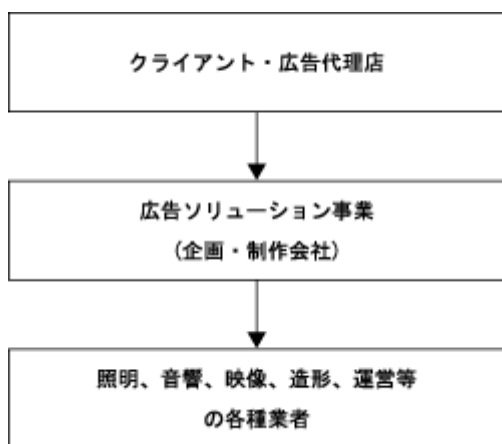 クライアント・広告代理店
広告ソリューション事業
(企画・制作会社)
照明、音響、映像、造形、運営等
の各種業者